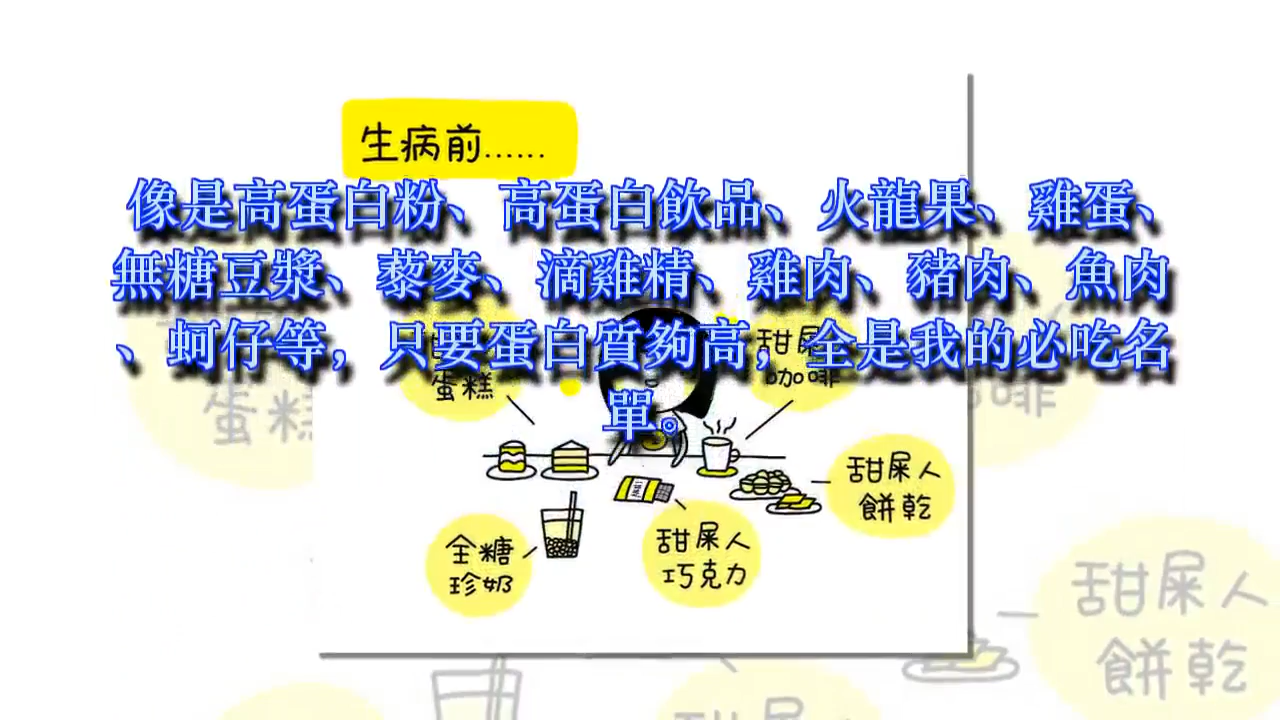 生病前……
像是高蛋白粉、高蛋白飲品、火龍果、雞蛋、
無糖豆漿、藜麥、滴雞精、雞肉、豬肉、魚肉
、蚵仔等，只要蛋白質夠高，全是我的必吃名
單。
蛋糕
甜屎
咖啡
甜屎人
餅乾
全糖
珍奶
甜屎人
巧克力
蛋糕
咖啡
甜屎人
餅乾